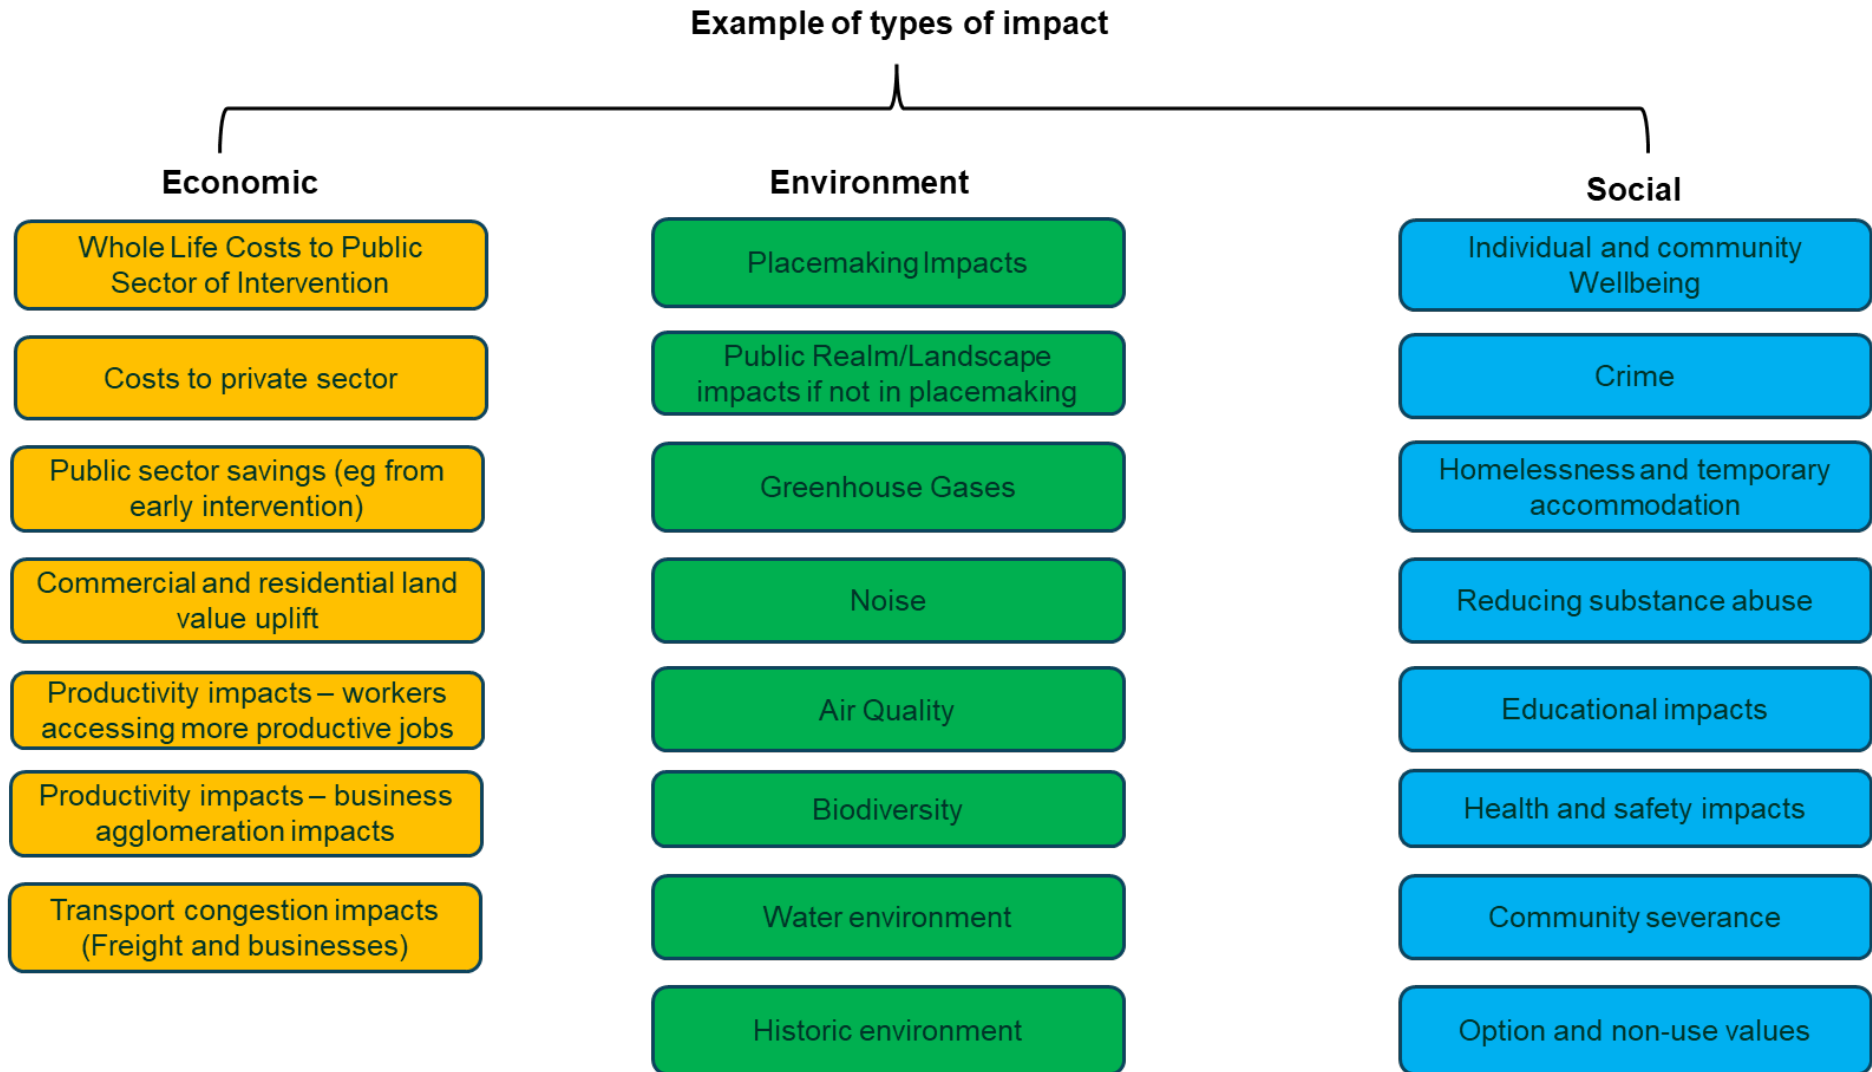 Example of types of impact
Economic
Whole Life Costs to Public
Sector of Intervention
Costs to private sector
Public sector savings (eg from
early intervention)
Commercial and residential land
value uplift
Productivity impacts – workers
accessing more productive jobs
Productivity impacts – business
agglomeration impacts
Transport congestion impacts
(Freight and businesses)
Environment
Placemaking Impacts
Public Realm/Landscape
impacts if not in placemaking
Greenhouse Gases
Noise
Air Quality
Biodiversity
Water environment
Historic environment
Social
Individual and community
Wellbeing
Crime
Homelessness and temporary
accommodation
Reducing substance abuse
Educational impacts
Health and safety impacts
Community severance
Option and non-use values